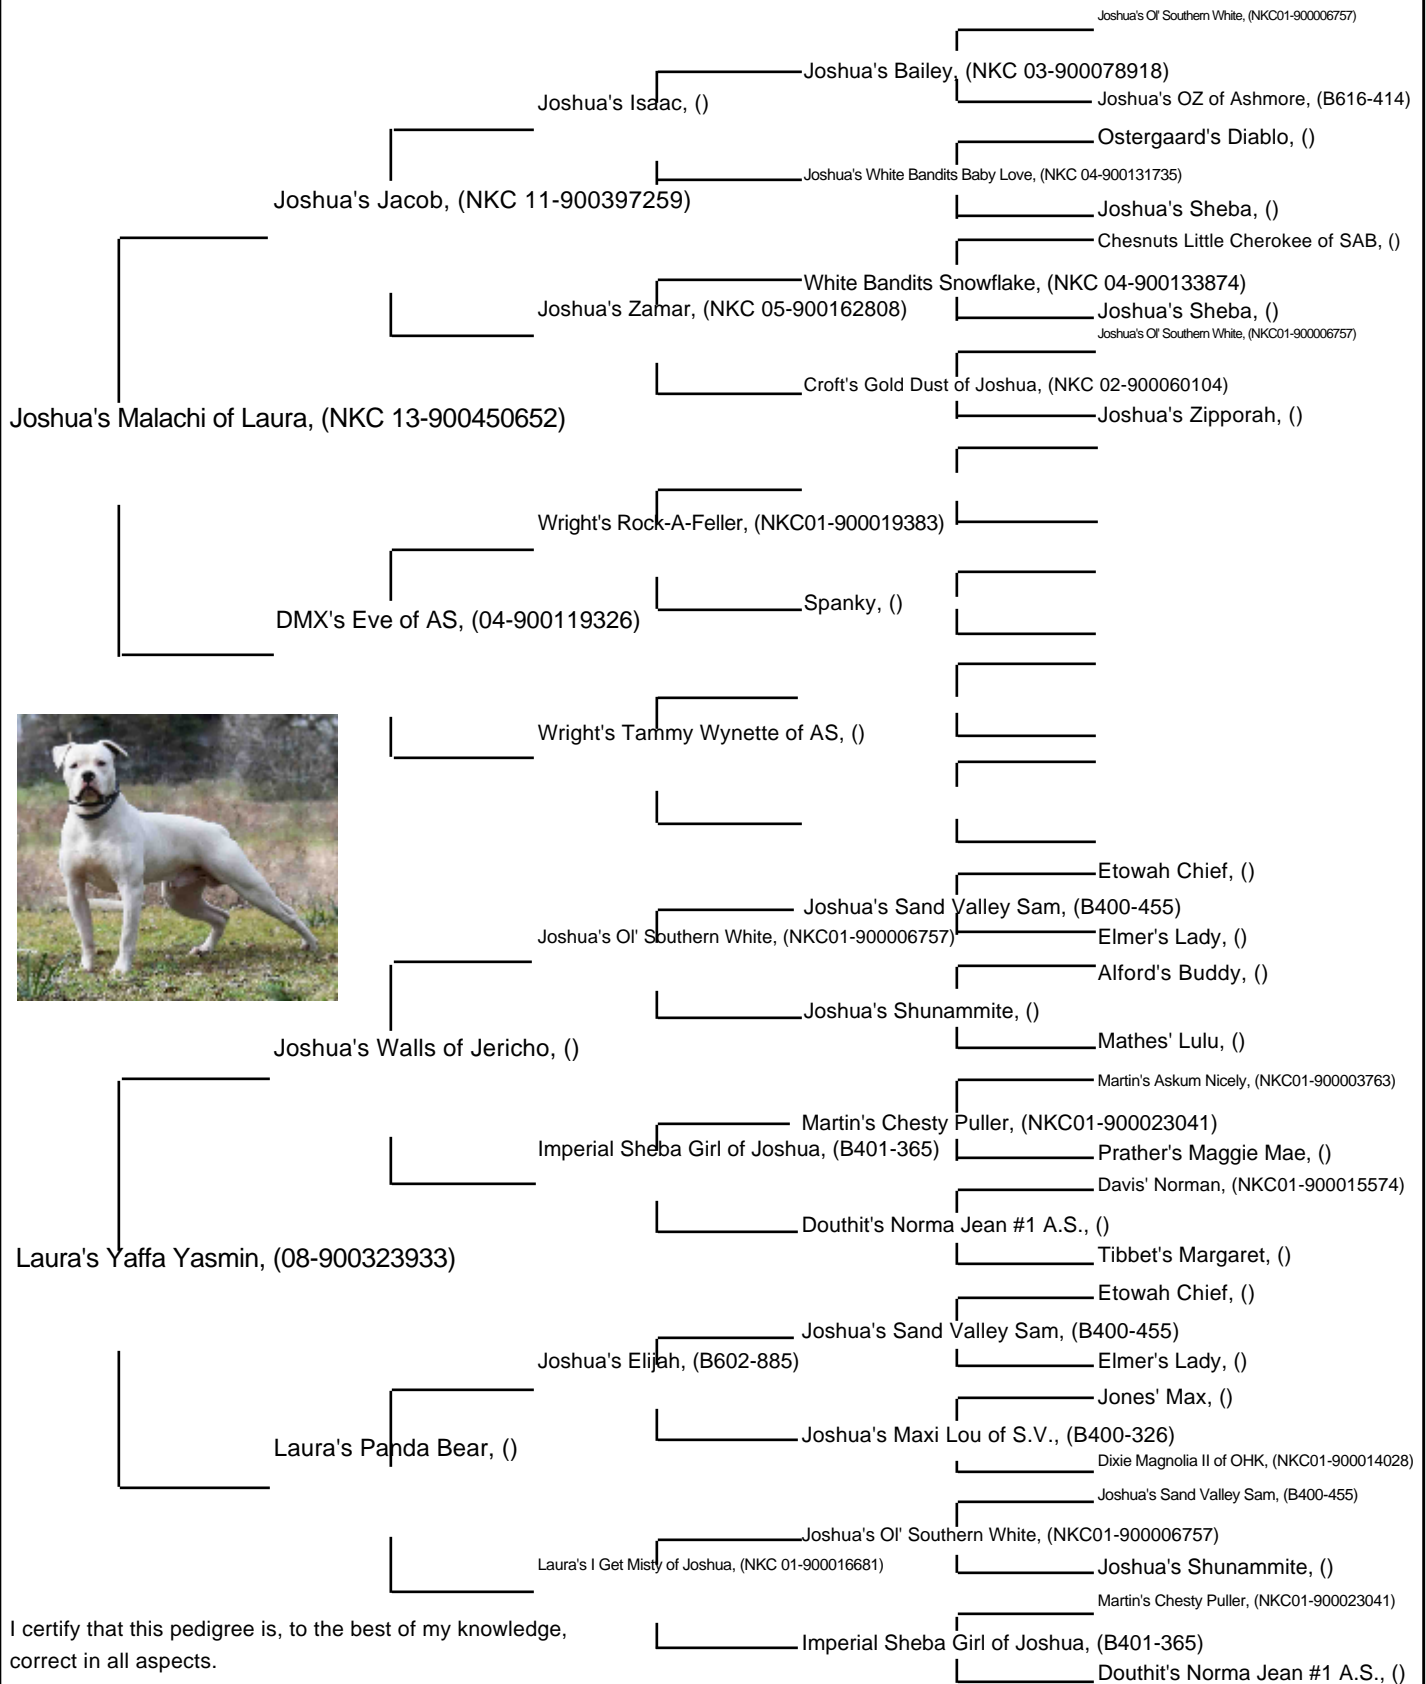 Joshua's Ol' Southern White, (NKC01-900006757)
Joshua's Bailey, (NKC 03-900078918)
Joshua's Isaac, ()
Joshua's OZ of Ashmore, (B616-414)
Ostergaard's Diablo, ()
Joshua's White Bandits Baby Love, (NKC 04-900131735)
Joshua's Jacob, (NKC 11-900397259)
Joshua's Sheba, ()
Chesnuts Little Cherokee of SAB, ()
White Bandits Snowflake, (NKC 04-900133874)
Joshua's Zamar, (NKC 05-900162808)
Joshua's Sheba, ()
Joshua's Ol' Southern White, (NKC01-900006757)
Croft's Gold Dust of Joshua, (NKC 02-900060104)
Joshua's Malachi of Laura, (NKC 13-900450652)
Joshua's Zipporah, ()
Wright's Rock-A-Feller, (NKC01-900019383)
Spanky, ()
DMX's Eve of AS, (04-900119326)
Wright's Tammy Wynette of AS, ()
Etowah Chief, ()
Joshua's Sand Valley Sam, (B400-455)
Joshua's Ol' Southern White, (NKC01-900006757)
Elmer's Lady, ()
Alford's Buddy, ()
Joshua's Shunammite, ()
Joshua's Walls of Jericho, ()
Mathes' Lulu, ()
Martin's Askum Nicely, (NKC01-900003763)
Martin's Chesty Puller, (NKC01-900023041)
Imperial Sheba Girl of Joshua, (B401-365)
Prather's Maggie Mae, ()
Davis' Norman, (NKC01-900015574)
Douthit's Norma Jean #1 A.S., ()
Laura's Yaffa Yasmin, (08-900323933)
Tibbet's Margaret, ()
Etowah Chief, ()
Joshua's Sand Valley Sam, (B400-455)
Joshua's Elijah, (B602-885)
Elmer's Lady, ()
Jones' Max, ()
Joshua's Maxi Lou of S.V., (B400-326)
Laura's Panda Bear, ()
Dixie Magnolia II of OHK, (NKC01-900014028)
Joshua's Sand Valley Sam, (B400-455)
Joshua's Ol' Southern White, (NKC01-900006757)
Laura's I Get Misty of Joshua, (NKC 01-900016681)
Joshua's Shunammite, ()
Martin's Chesty Puller, (NKC01-900023041)
I certify that this pedigree is, to the best of my knowledge,
correct in all aspects.
Imperial Sheba Girl of Joshua, (B401-365)
Douthit's Norma Jean #1 A.S., ()